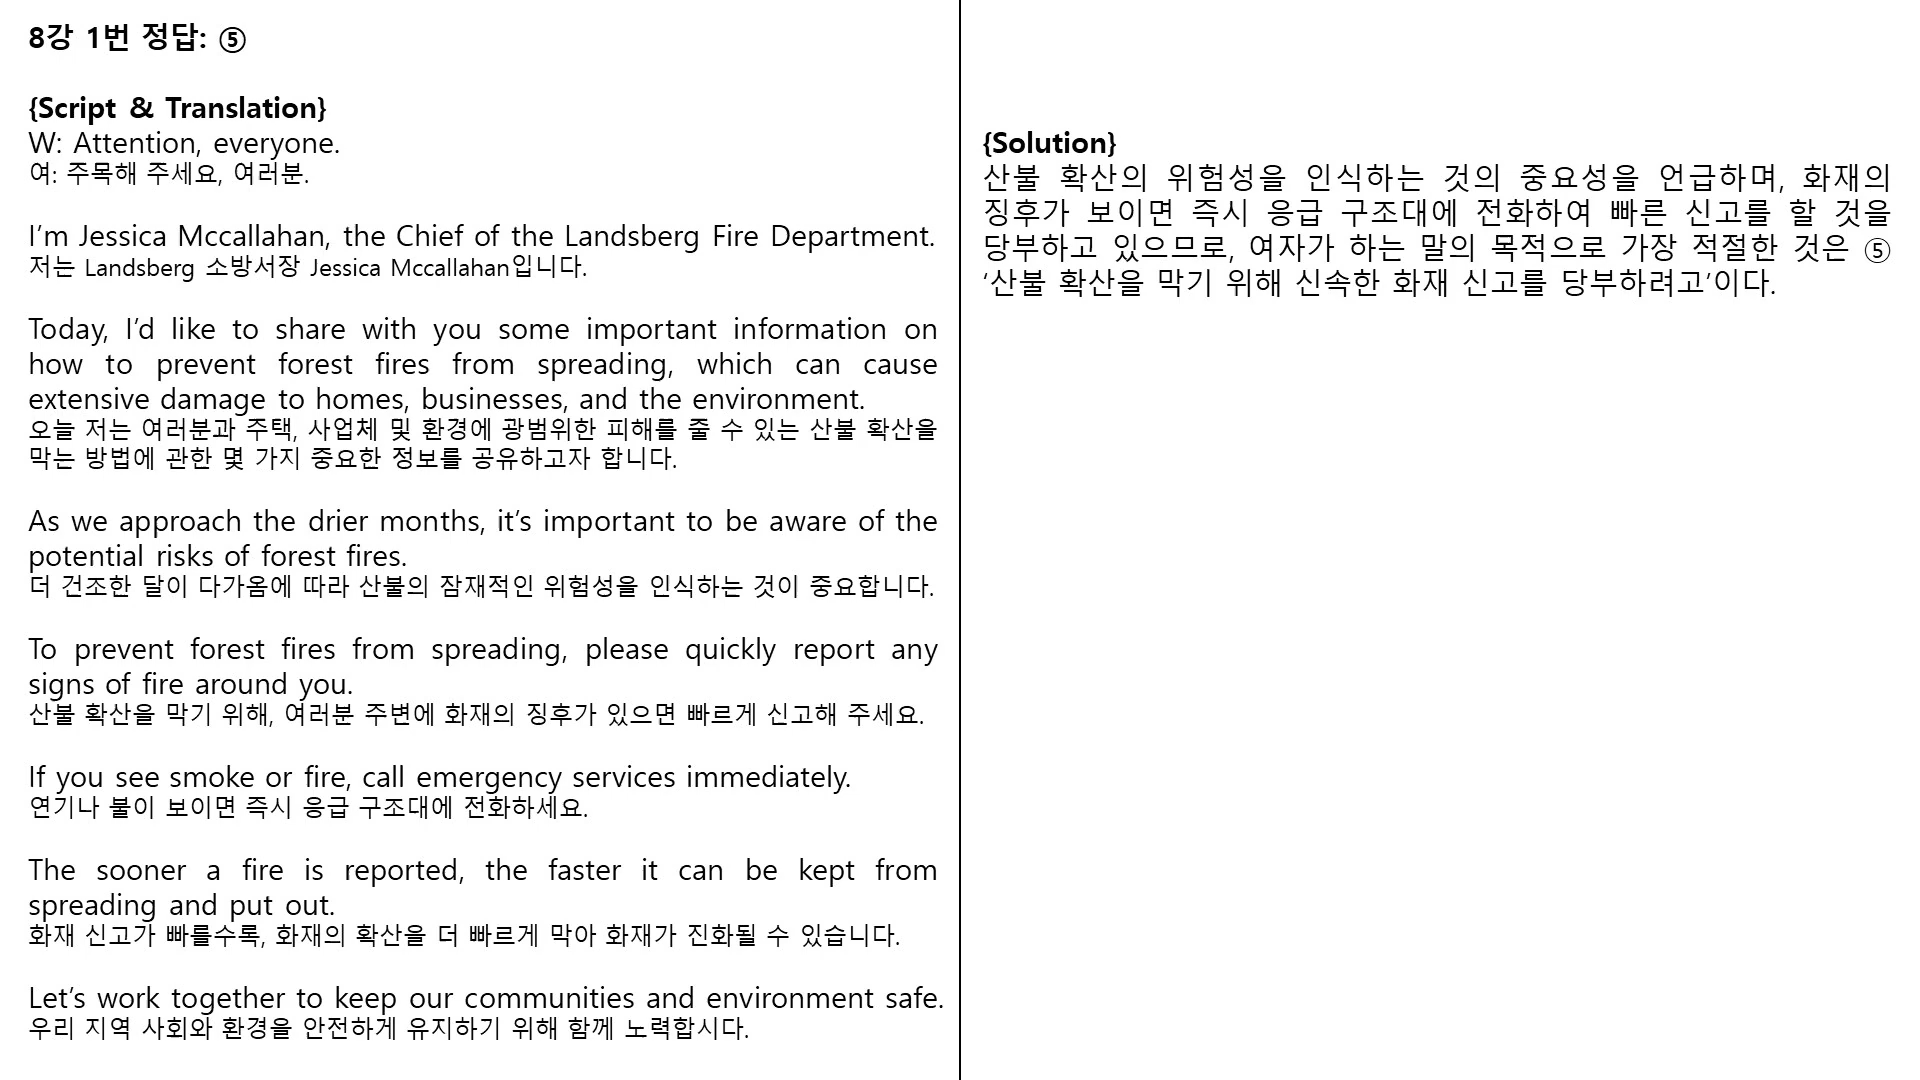 8강 1번 정답: ⑤
{Script & Translation}
W: Attention, everyone.
여: 주목해 주세요, 여러분.
I’m Jessica Mccallahan, the Chief of the Landsberg Fire Department.
저는 Landsberg 소방서장 Jessica Mccallahan입니다.
Today, I’d like to share with you some important information on
how to prevent forest fires from spreading, which can cause
extensive damage to homes, businesses, and the environment.
오늘 저는 여러분과 주택, 사업체 및 환경에 광범위한 피해를 줄 수 있는 산불 확산을
막는 방법에 관한 몇 가지 중요한 정보를 공유하고자 합니다.
As we approach the drier months, it’s important to be aware of the
potential risks of forest fires.
더 건조한 달이 다가옴에 따라 산불의 잠재적인 위험성을 인식하는 것이 중요합니다.
To prevent forest fires from spreading, please quickly report any
signs of fire around you.
산불 확산을 막기 위해, 여러분 주변에 화재의 징후가 있으면 빠르게 신고해 주세요.
If you see smoke or fire, call emergency services immediately.
연기나 불이 보이면 즉시 응급 구조대에 전화하세요.
The sooner a fire is reported, the faster it can be kept from
spreading and put out.
화재 신고가 빠를수록, 화재의 확산을 더 빠르게 막아 화재가 진화될 수 있습니다.
Let’s work together to keep our communities and environment safe.
우리 지역 사회와 환경을 안전하게 유지하기 위해 함께 노력합시다.
{Solution}
산불 확산의 위험성을 인식하는 것의 중요성을 언급하며, 화재의
징후가 보이면 즉시 응급 구조대에 전화하여 빠른 신고를 할 것을
당부하고 있으므로, 여자가 하는 말의 목적으로 가장 적절한 것은 ⑤
‘산불 확산을 막기 위해 신속한 화재 신고를 당부하려고’이다.